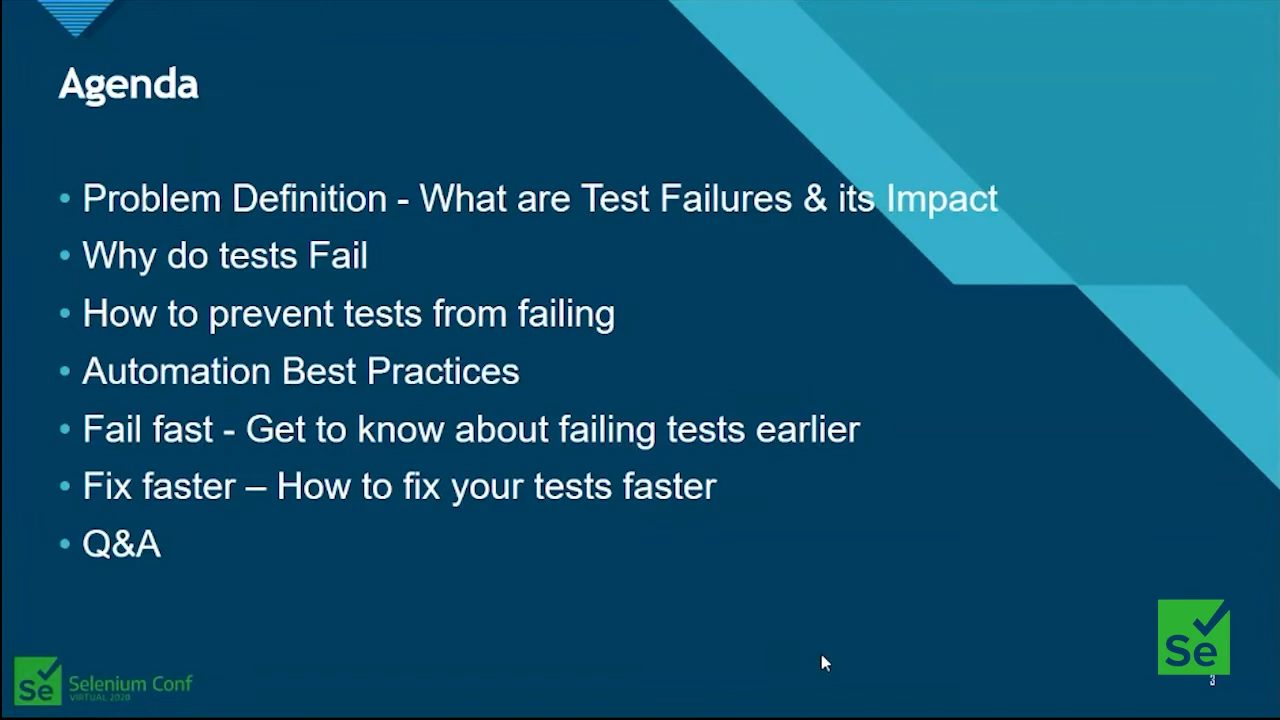 Agenda
• Problem Definition - What are Test Failures & its Impact
• Why do tests Fail
• How to prevent tests from failing
• Automation Best Practices
• Fail fast - Get to know about failing tests earlier
• Fix faster – How to fix your tests faster
• Q&A
Se
3
Se Selenium Conf
VIRTUAL 2020